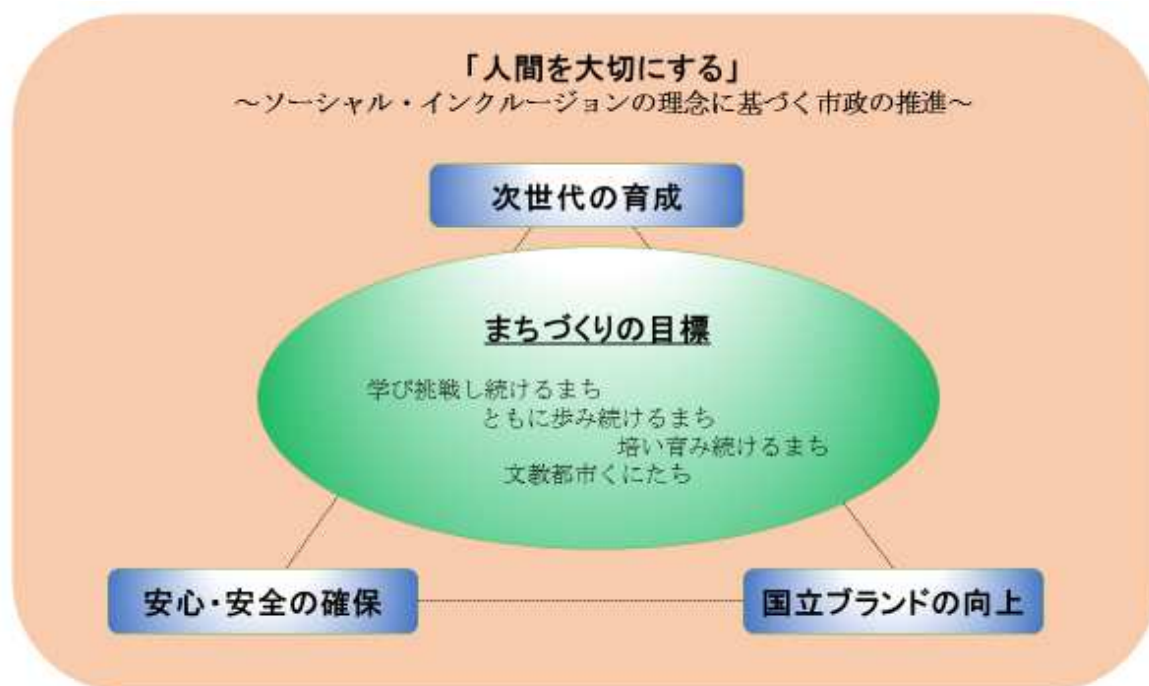 「人間を大切にする」
～ソーシャル・インクルージョンの理念に基づく市政の推進～
次世代の育成
まちづくりの目標
学び挑戦し続けるまち
ともに歩み続けるまち
培い育み続けるまち
文教都市くにたち
安心・安全の確保
国立ブランドの向上